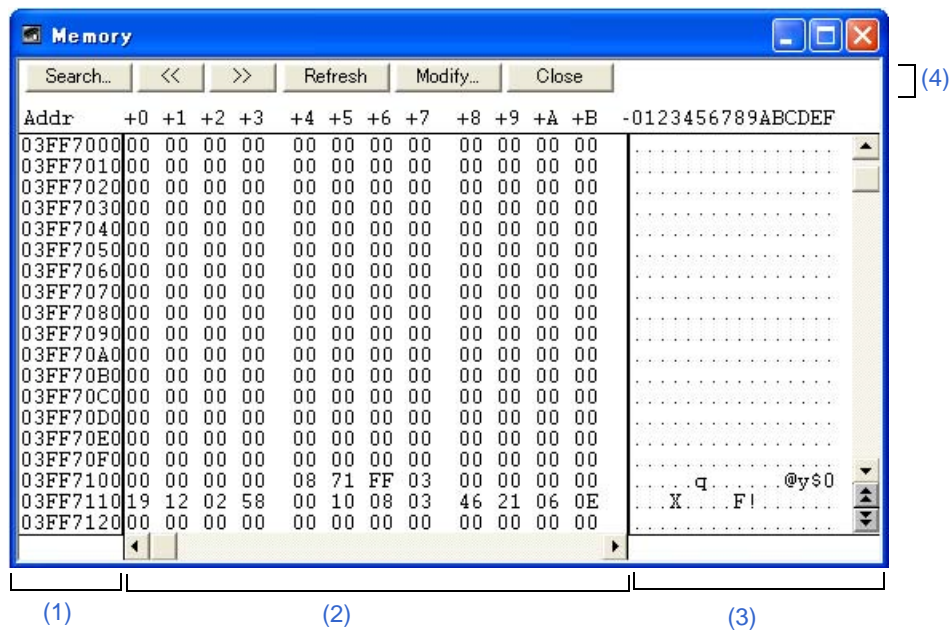 Memory
Search... << >> Refresh Modify... Close
(4)
Addr +0 +1 +2 +3 +4 +5 +6 +7 +8 +9 +A +B -0123456789ABCDEF
03FF7000 00 00 00 00 00 00 00 00 00 00 00 00 ................
03FF7010 00 00 00 00 00 00 00 00 00 00 00 00 ................
03FF7020 00 00 00 00 00 00 00 00 00 00 00 00 ................
03FF7030 00 00 00 00 00 00 00 00 00 00 00 00 ................
03FF7040 00 00 00 00 00 00 00 00 00 00 00 00 ................
03FF7050 00 00 00 00 00 00 00 00 00 00 00 00 ................
03FF7060 00 00 00 00 00 00 00 00 00 00 00 00 ................
03FF7070 00 00 00 00 00 00 00 00 00 00 00 00 ................
03FF7080 00 00 00 00 00 00 00 00 00 00 00 00 ................
03FF7090 00 00 00 00 00 00 00 00 00 00 00 00 ................
03FF70A0 00 00 00 00 00 00 00 00 00 00 00 00 ................
03FF70B0 00 00 00 00 00 00 00 00 00 00 00 00 ................
03FF70C0 00 00 00 00 00 00 00 00 00 00 00 00 ................
03FF70D0 00 00 00 00 00 00 00 00 00 00 00 00 ................
03FF70E0 00 00 00 00 00 00 00 00 00 00 00 00 ................
03FF70F0 00 00 00 00 00 00 00 00 00 00 00 00 ................
03FF7100 00 00 00 00 08 71 FF 03 00 00 00 00 .....q......@y$0
03FF7110 19 12 02 58 00 10 08 03 46 21 06 0E ...X....F!......
03FF7120 00 00 00 00 00 00 00 00 00 00 00 00 ................
(1) (2) (3)